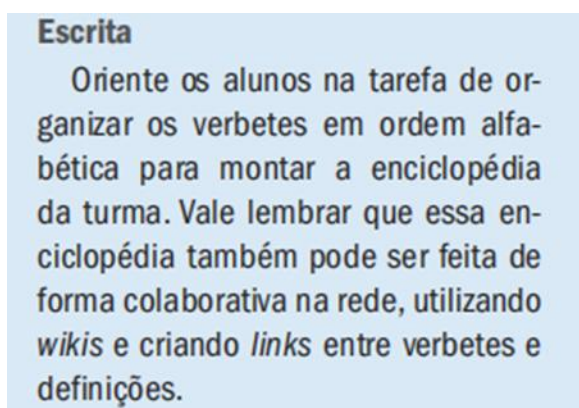 Escrita
Oriente os alunos na tarefa de or-
ganizar os verbetes em ordem alfa-
bética para montar a enciclopédia
da turma. Vale lembrar que essa en-
ciclopédia também pode ser feita de
forma colaborativa na rede, utilizando
wikis e criando links entre verbetes e
definições.